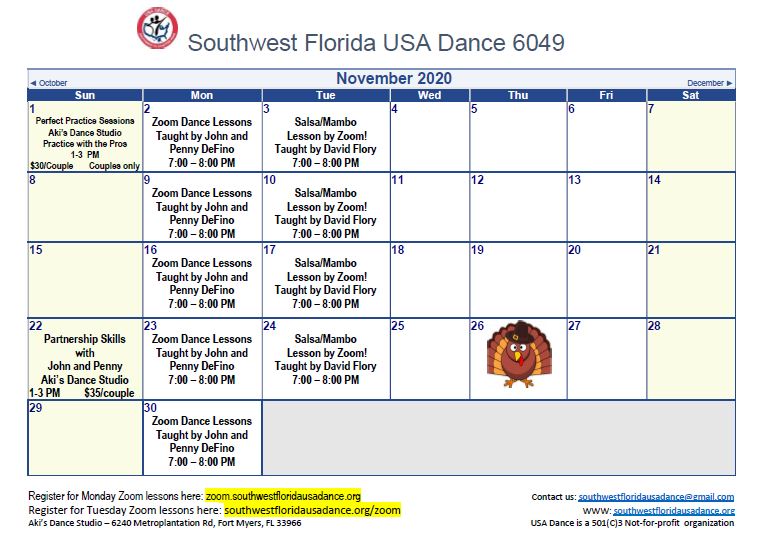 Southwest Florida USA Dance 6049
◄ October
November 2020
December ►
Sun Mon Tue Wed Thu Fri Sat
1
Perfect Practice Sessions
Aki's Dance Studio
Practice with the Pros
1-3 PM
$30/Couple Couples only
2
Zoom Dance Lessons
Taught by John and
Penny DeFino
7:00 – 8:00 PM
3
Salsa/Mambo
Lesson by Zoom!
Taught by David Flory
7:00 – 8:00 PM
4
5
6
7
8
9
Zoom Dance Lessons
Taught by John and
Penny DeFino
7:00 – 8:00 PM
10
Salsa/Mambo
Lesson by Zoom!
Taught by David Flory
7:00 – 8:00 PM
11
12
13
14
15
16
Zoom Dance Lessons
Taught by John and
Penny DeFino
7:00 – 8:00 PM
17
Salsa/Mambo
Lesson by Zoom!
Taught by David Flory
7:00 – 8:00 PM
18
19
20
21
22
Partnership Skills
with
John and Penny
Aki's Dance Studio
1-3 PM $35/couple
23
Zoom Dance Lessons
Taught by John and
Penny DeFino
7:00 – 8:00 PM
24
Salsa/Mambo
Lesson by Zoom!
Taught by David Flory
7:00 – 8:00 PM
25
26
27
28
29
30
Zoom Dance Lessons
Taught by John and
Penny DeFino
7:00 – 8:00 PM
Register for Monday Zoom lessons here: zoom.southwestfloridausadance.org
Register for Tuesday Zoom lessons here: southwestfloridausadance.org/zoom
Aki's Dance Studio – 6240 Metroplantation Rd, Fort Myers, FL 33966
Contact us: southwestfloridausadance@gmail.com
WWW: southwestfloridausadance.org
USA Dance is a 501(C)3 Not-for-profit organization